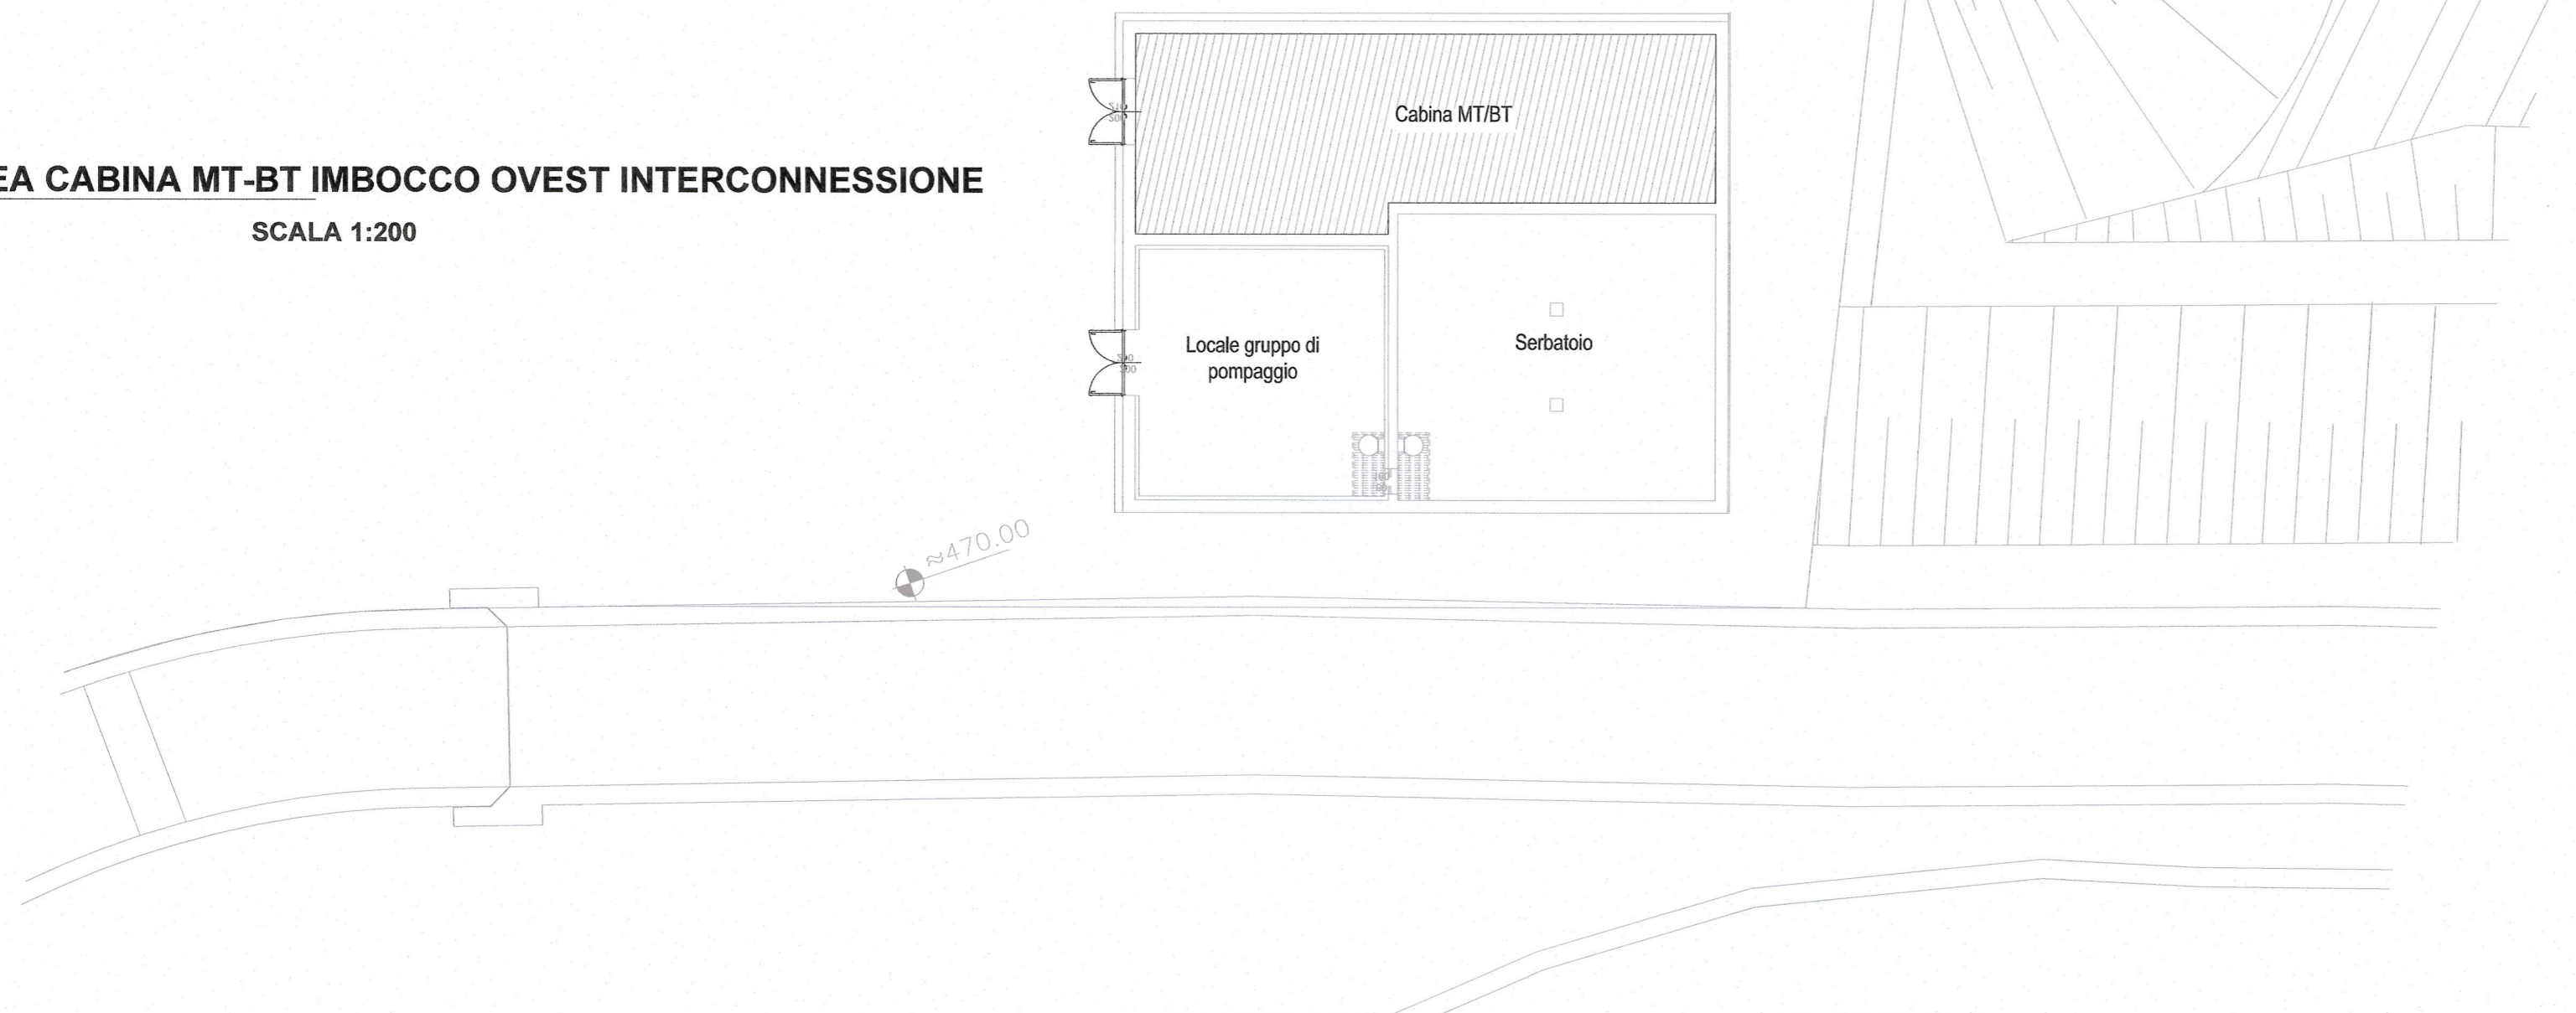 EA CABINA MT-BT IMBOCCO OVEST INTERCONNESSIONE
SCALA 1:200
Cabina MT/BT
Locale gruppo di
pompaggio
Serbatoio
≈470.00